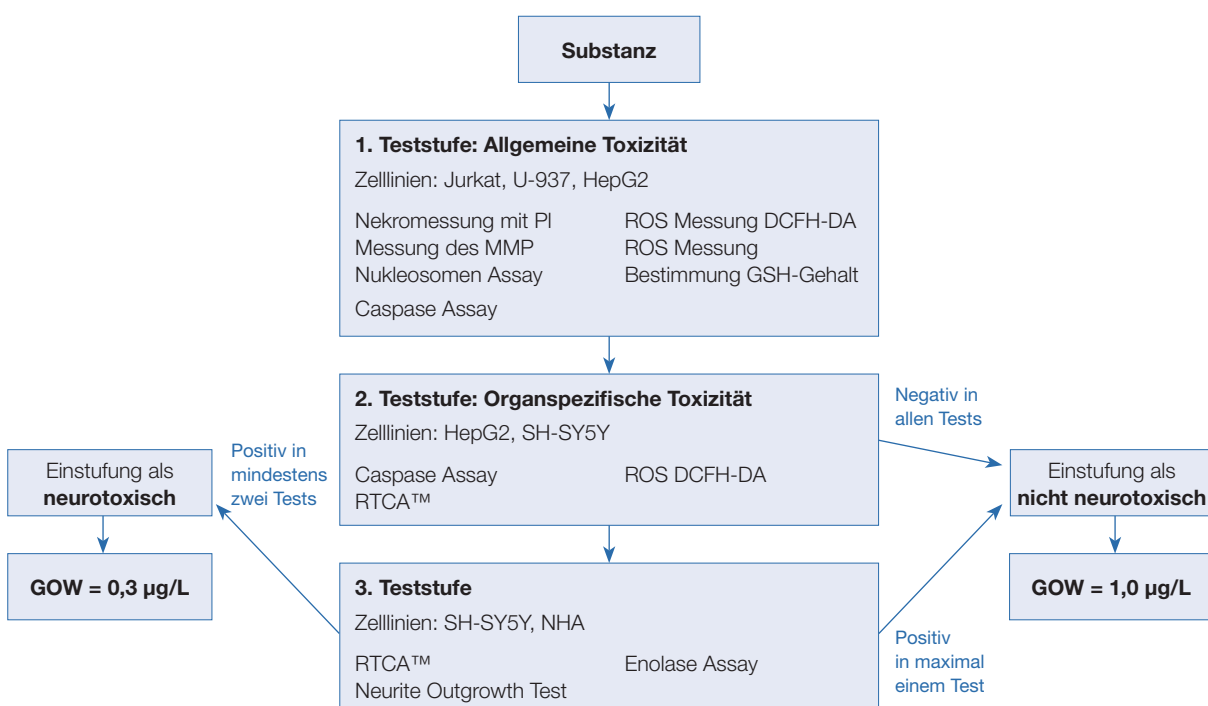 Substanz
1. Teststufe: Allgemeine Toxizität
Zelllinien: Jurkat, U-937, HepG2
Nekromessung mit PI ROS Messung DCFH-DA
Messung des MMP ROS Messung
Nukleosomen Assay Bestimmung GSH-Gehalt
Caspase Assay
2. Teststufe: Organspezifische Toxizität
Zelllinien: HepG2, SH-SY5Y
Caspase Assay ROS DCFH-DA
RTCA™
Negativ in
allen Tests
Positiv in
mindestens
zwei Tests
Einstufung als
neurotoxisch
GOW = 0,3 µg/L
Einstufung als
nicht neurotoxisch
GOW = 1,0 µg/L
3. Teststufe
Zelllinien: SH-SY5Y, NHA
RTCA™ Enolase Assay
Neurite Outgrowth Test
Positiv
in maximal
einem Test